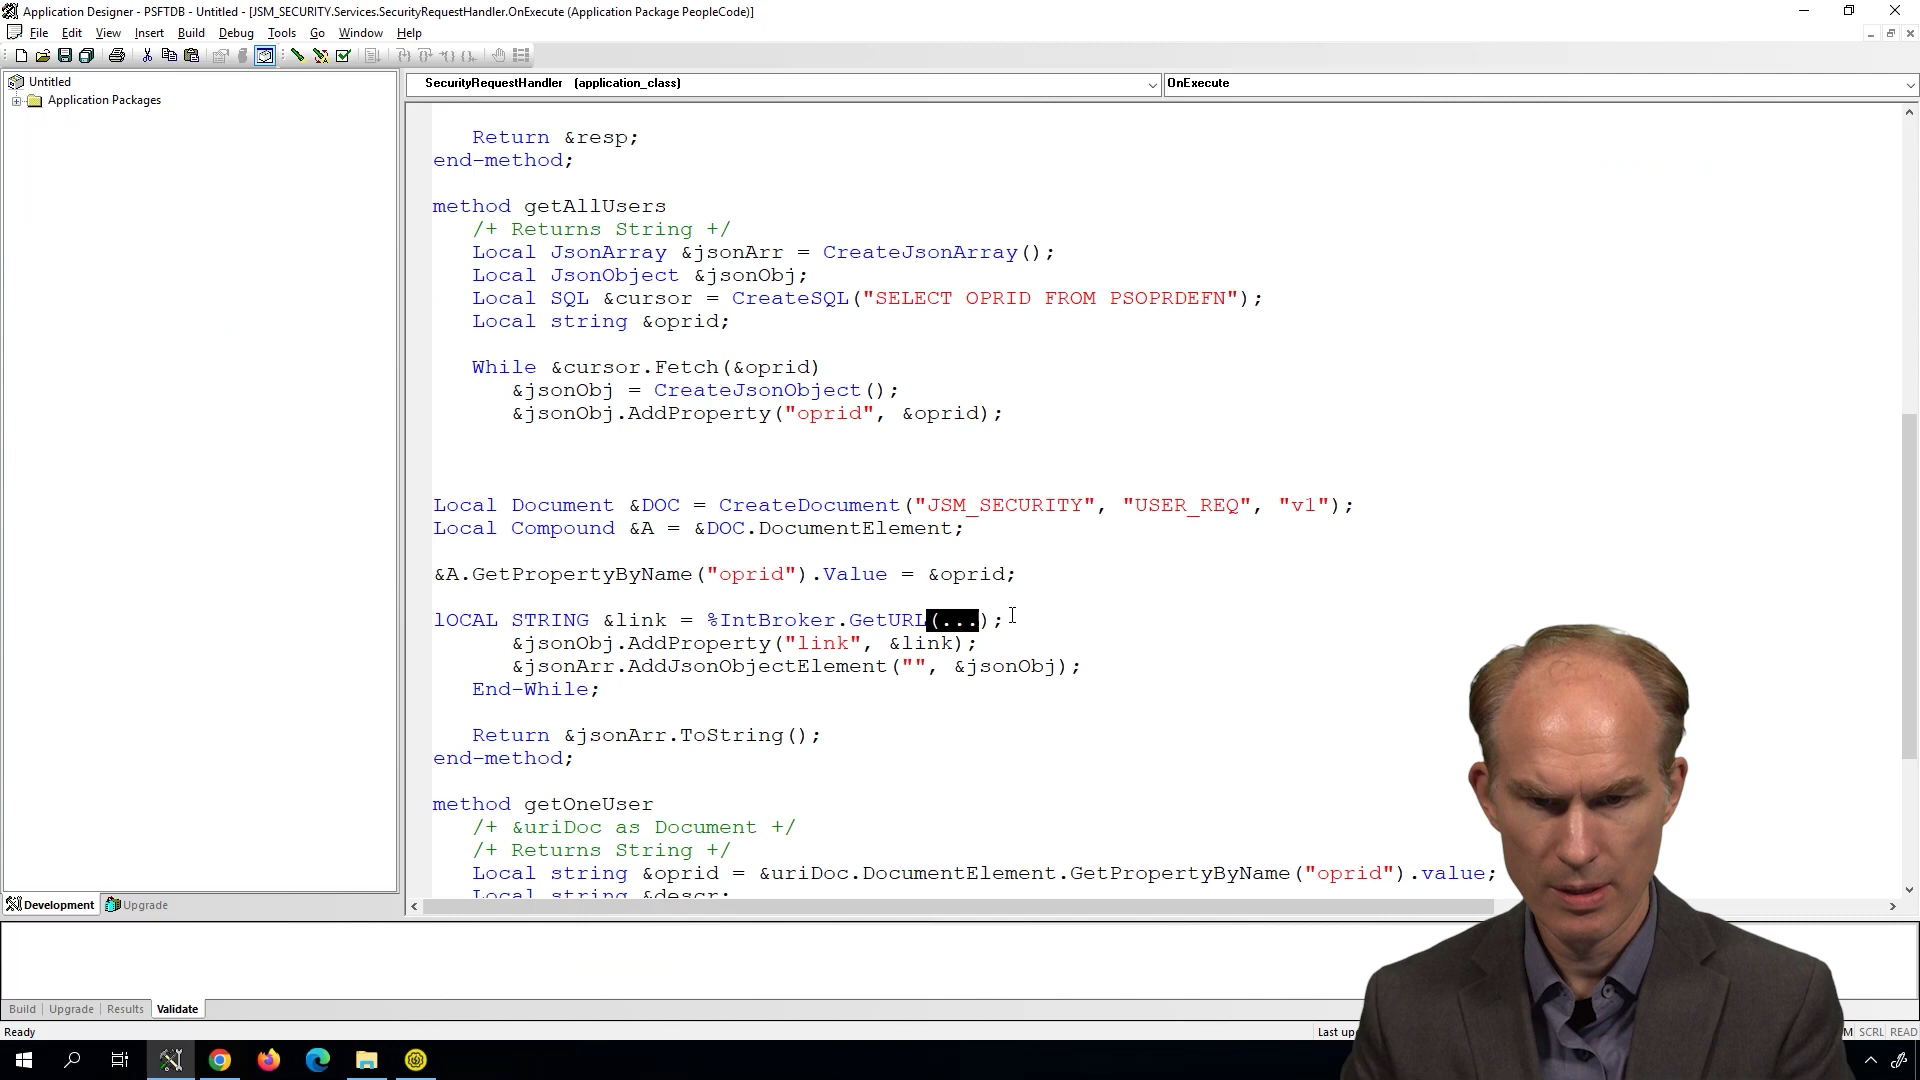 Application Designer - PSFTDB - Untitled - [JSM_SECURITY.Services.SecurityRequestHandler.OnExecute (Application Package PeopleCode)]
File Edit View Insert Build Debug Tools Go Window Help
Untitled
Application Packages
SecurityRequestHandler (application_class)
OnExecute
Return &resp;
end-method;
method getAllUsers
/+ Returns String +/
Local JsonArray &jsonArr = CreateJsonArray();
Local JsonObject &jsonObj;
Local SQL &cursor = CreateSQL("SELECT OPRID FROM PSOPRDEFN");
Local string &oprid;
While &cursor.Fetch(&oprid)
&jsonObj = CreateJsonObject();
&jsonObj.AddProperty("oprid", &oprid);
Local Document &DOC = CreateDocument("JSM_SECURITY", "USER_REQ", "v1");
Local Compound &A = &DOC.DocumentElement;
&A.GetPropertyByName("oprid").Value = &oprid;
lOCAL STRING &link = %IntBroker.GetURL(...);
&jsonObj.AddProperty("link", &link);
&jsonArr.AddJsonObjectElement("", &jsonObj);
End-While;
Return &jsonArr.ToString();
end-method;
method getOneUser
/+ &uriDoc as Document +/
/+ Returns String +/
Local string &oprid = &uriDoc.DocumentElement.GetPropertyByName("oprid").value;
Local string &descr;
Development Upgrade
Build Upgrade Results Validate
Ready
Last up
SCRL READ